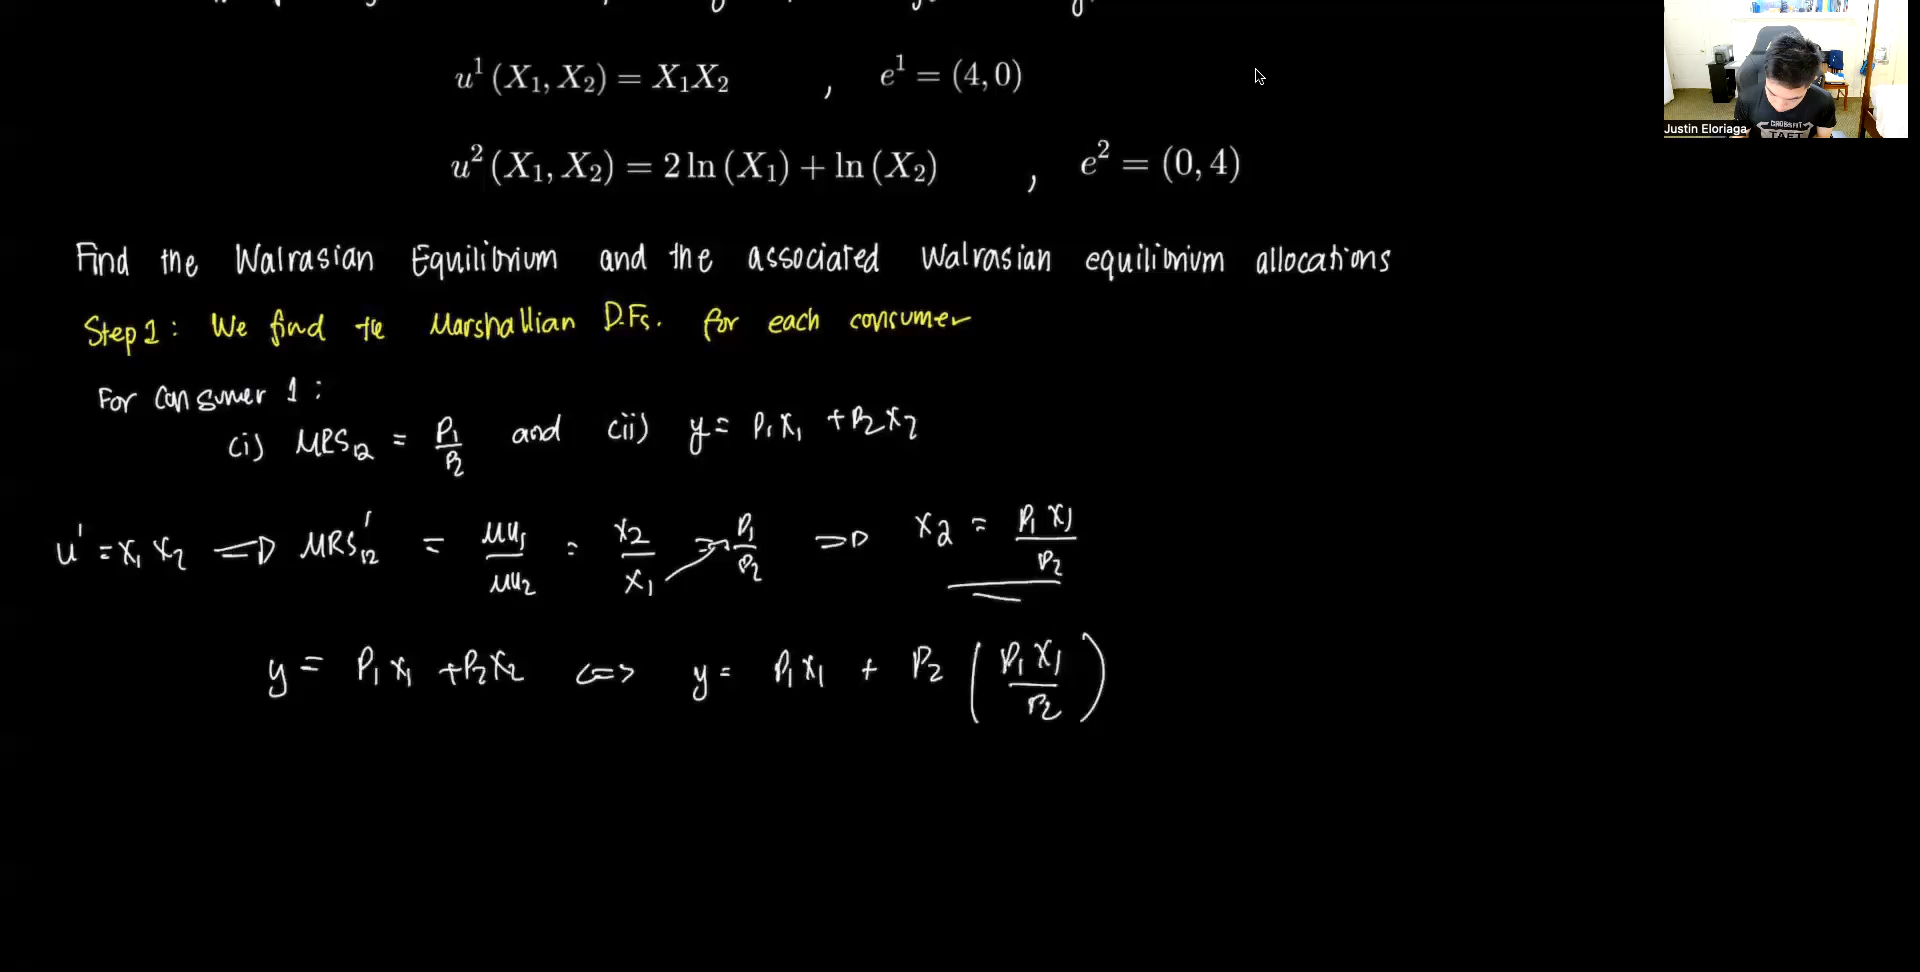 u¹(X₁, X₂) = X₁X₂ , e¹ = (4, 0)
u²(X₁, X₂) = 2 ln(X₁) + ln(X₂) , e² = (0, 4)
Justin Eloriaga
CROSSFIT
Find the Walrasian Equilibrium and the associated Walrasian equilibrium allocations
Step 1: We find the Marshallian D.Fs. for each consumer
For Consumer 1:
(i) MRS₁₂ = P₁/P₂ and (ii) y = P₁X₁ + P₂X₂
u¹ = X₁X₂ ⇒ MRS¹₁₂ = MU₁/MU₂ = X₂/X₁ = P₁/P₂ ⇒ X₂ = P₁X₁/P₂
y = P₁X₁ + P₂X₂ ⇔ y = P₁X₁ + P₂(P₁X₁/P₂)